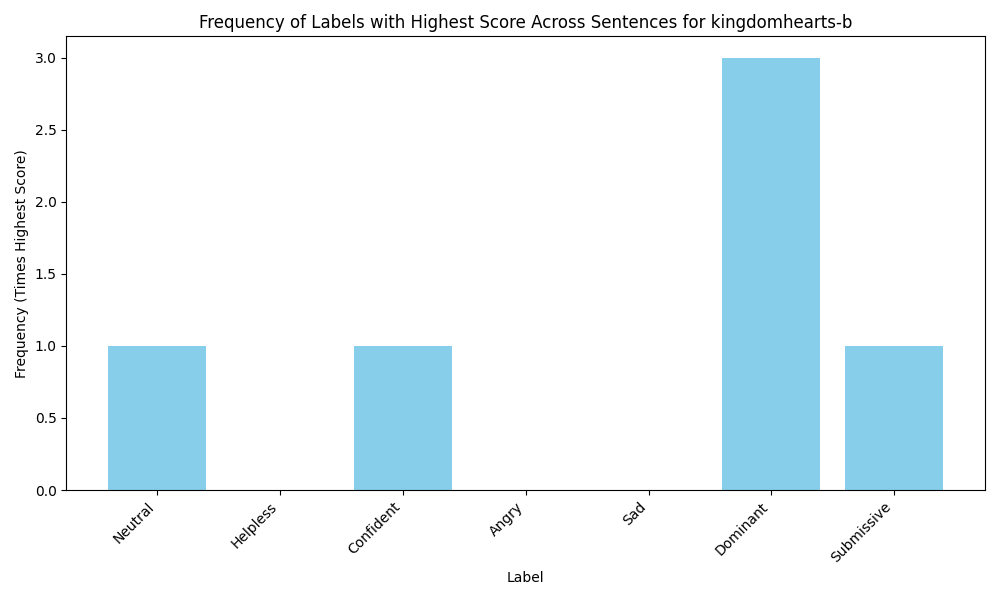 Frequency of Labels with Highest Score Across Sentences for kingdomhearts-b
Frequency (Times Highest Score)
3.0
2.5
2.0
1.5
1.0
0.5
0.0
Neutral
Helpless
Confident
Angry
Sad
Dominant
Submissive
Label